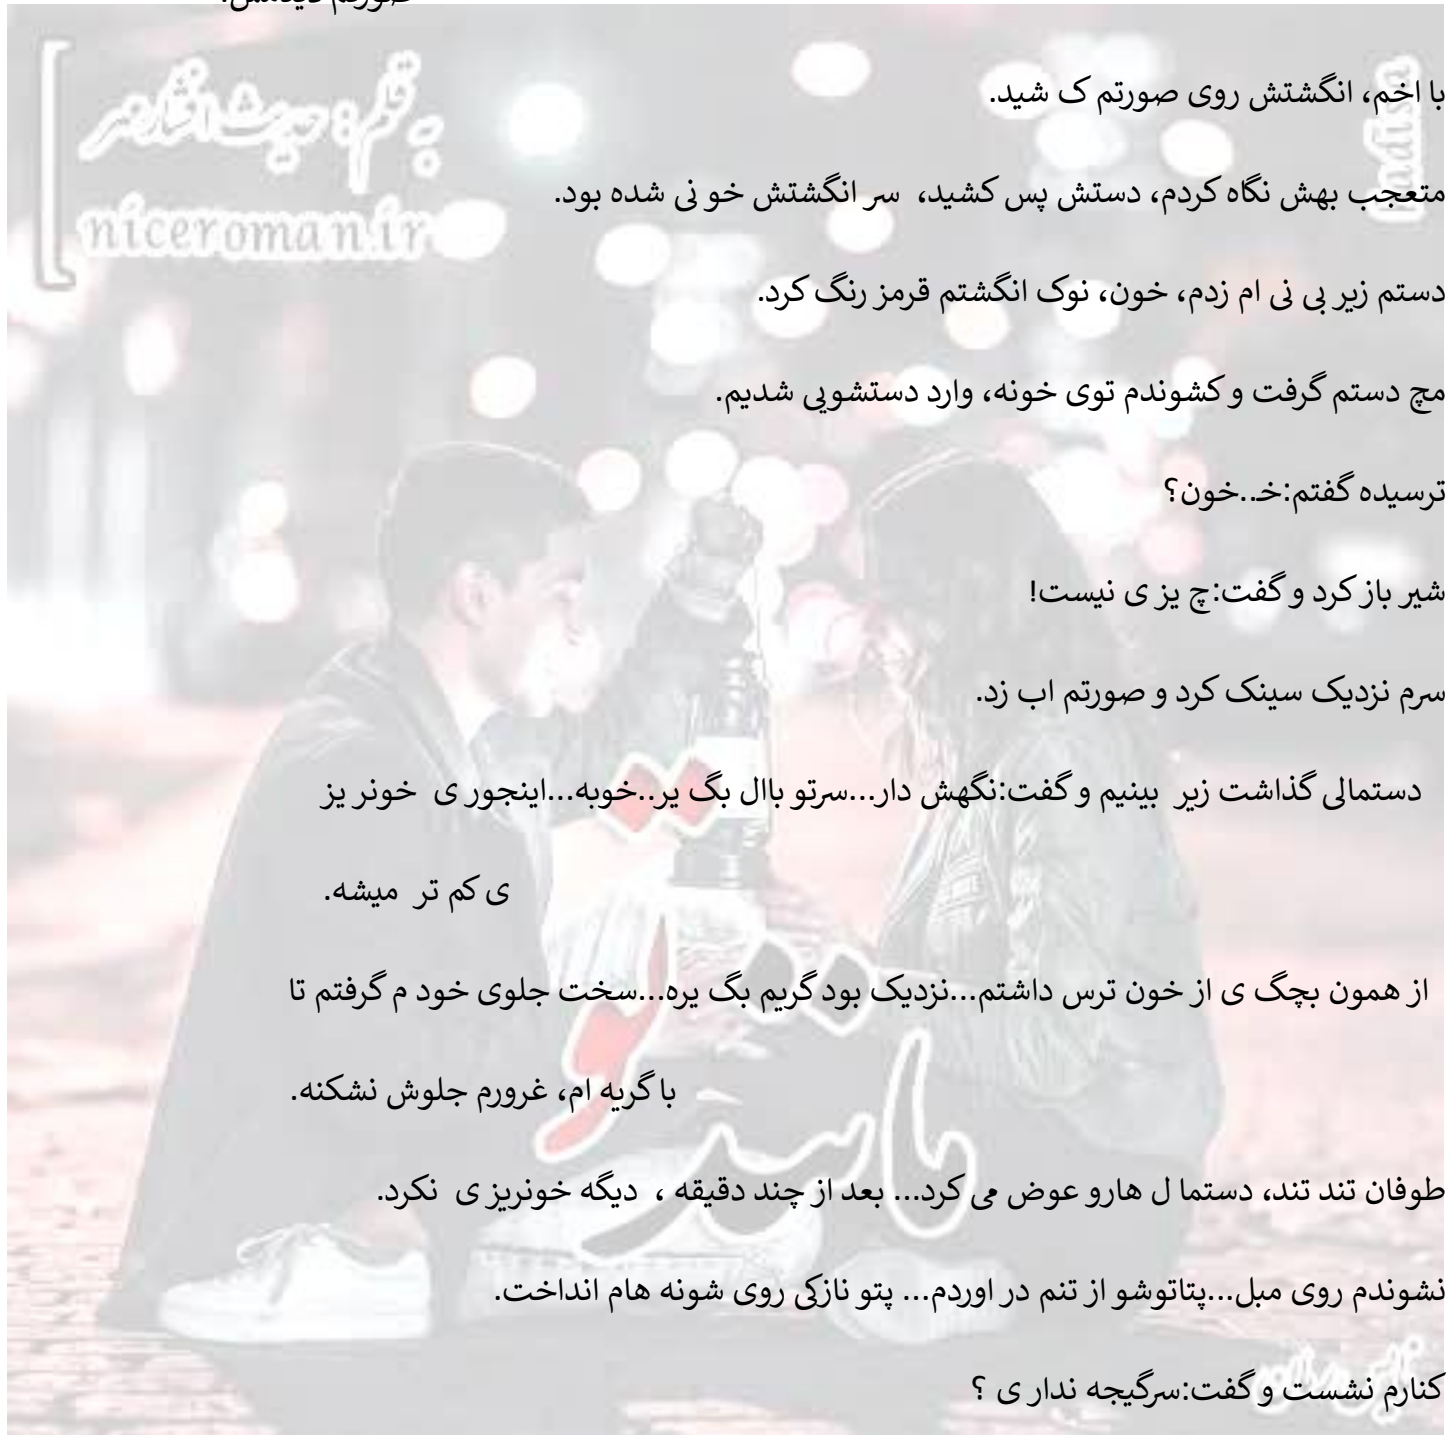 با اخم، انگشتش روی صورتم ک شید.
متعجب بهش نگاه کردم، دستش پس کشید، سر انگشتش خو نی شده بود.
دستم زیر بی نی ام زدم، خون، نوک انگشتم قرمز رنگ کرد.
مچ دستم گرفت و کشوندم توی خونه، وارد دستشویی شدیم.
ترسیده گفتم:خـ..خون؟
شیر باز کرد و گفت:چ یز ی نیست!
سرم نزدیک سینک کرد و صورتم اب زد.
دستمالی گذاشت زیر بینیم و گفت:نگهش دار...سرتو باال بگ یر..خوبه...اینجور ی خونر یز
ی کم تر میشه.
از همون بچگ ی از خون ترس داشتم...نزدیک بود گریم بگ یره...سخت جلوی خود م گرفتم تا
با گریه ام، غرورم جلوش نشکنه.
طوفان تند تند، دستما ل هارو عوض می کرد... بعد از چند دقیقه ، دیگه خونریز ی نکرد.
نشوندم روی مبل...پتاتوشو از تنم در اوردم... پتو نازکی روی شونه هام انداخت.
کنارم نشست و گفت:سرگیجه ندار ی ؟
niceroman.ir
hadisa